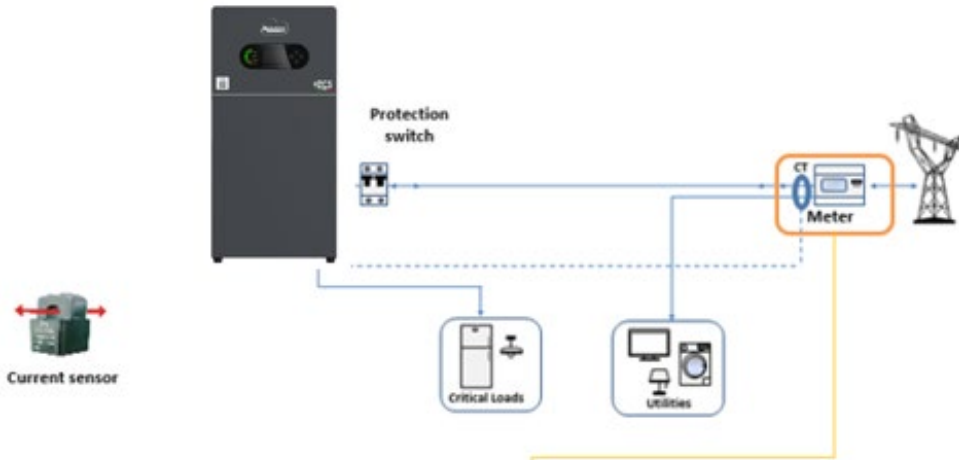 Protection
switch
CT
Meter
Critical Loads
Utilities
Current sensor